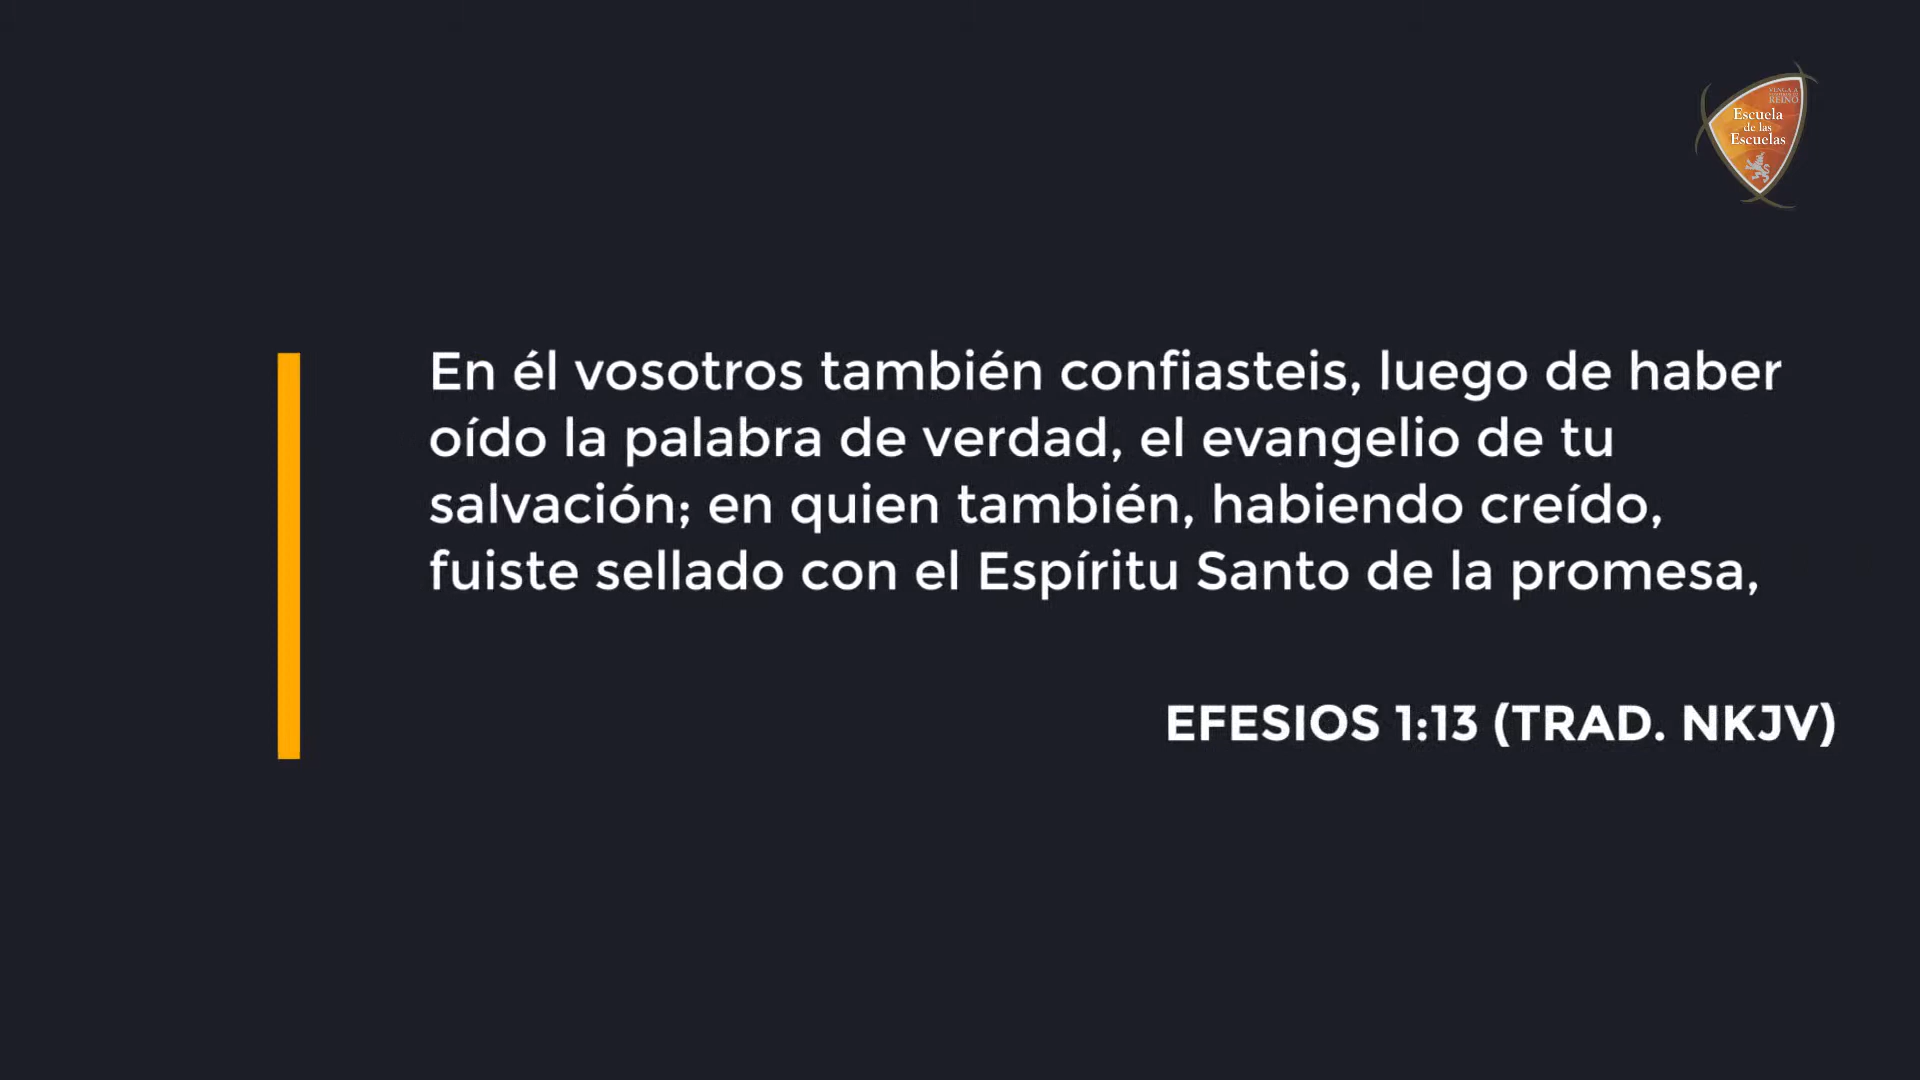 VENGA A
REINO
Escuela
de las
Escuelas
En él vosotros también confiasteis, luego de haber
oído la palabra de verdad, el evangelio de tu
salvación; en quien también, habiendo creído,
fuiste sellado con el Espíritu Santo de la promesa,
EFESIOS 1:13 (TRAD. NKJV)